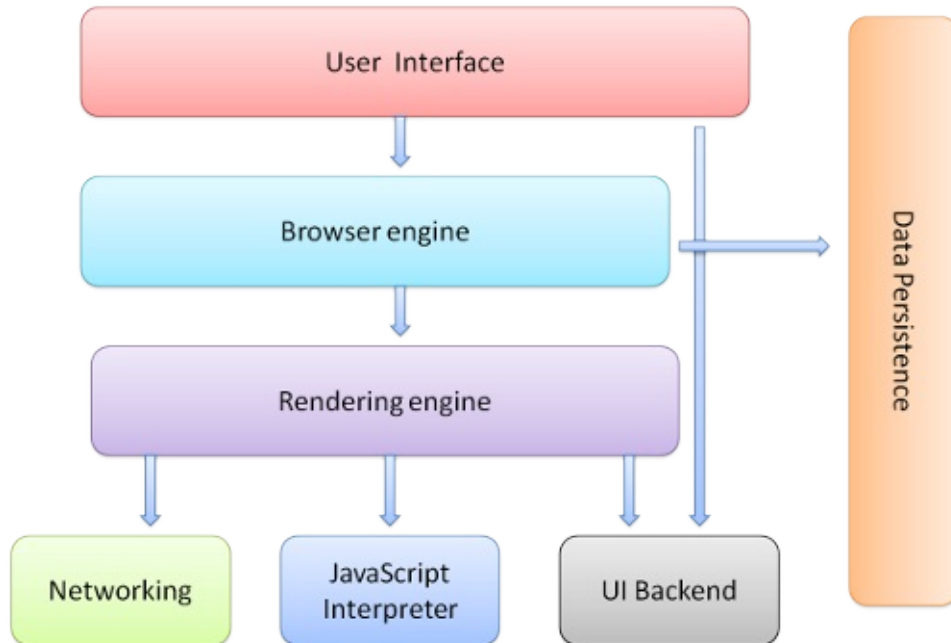 User Interface
Browser engine
Data Persistence
Rendering engine
Networking
JavaScript
Interpreter
UI Backend